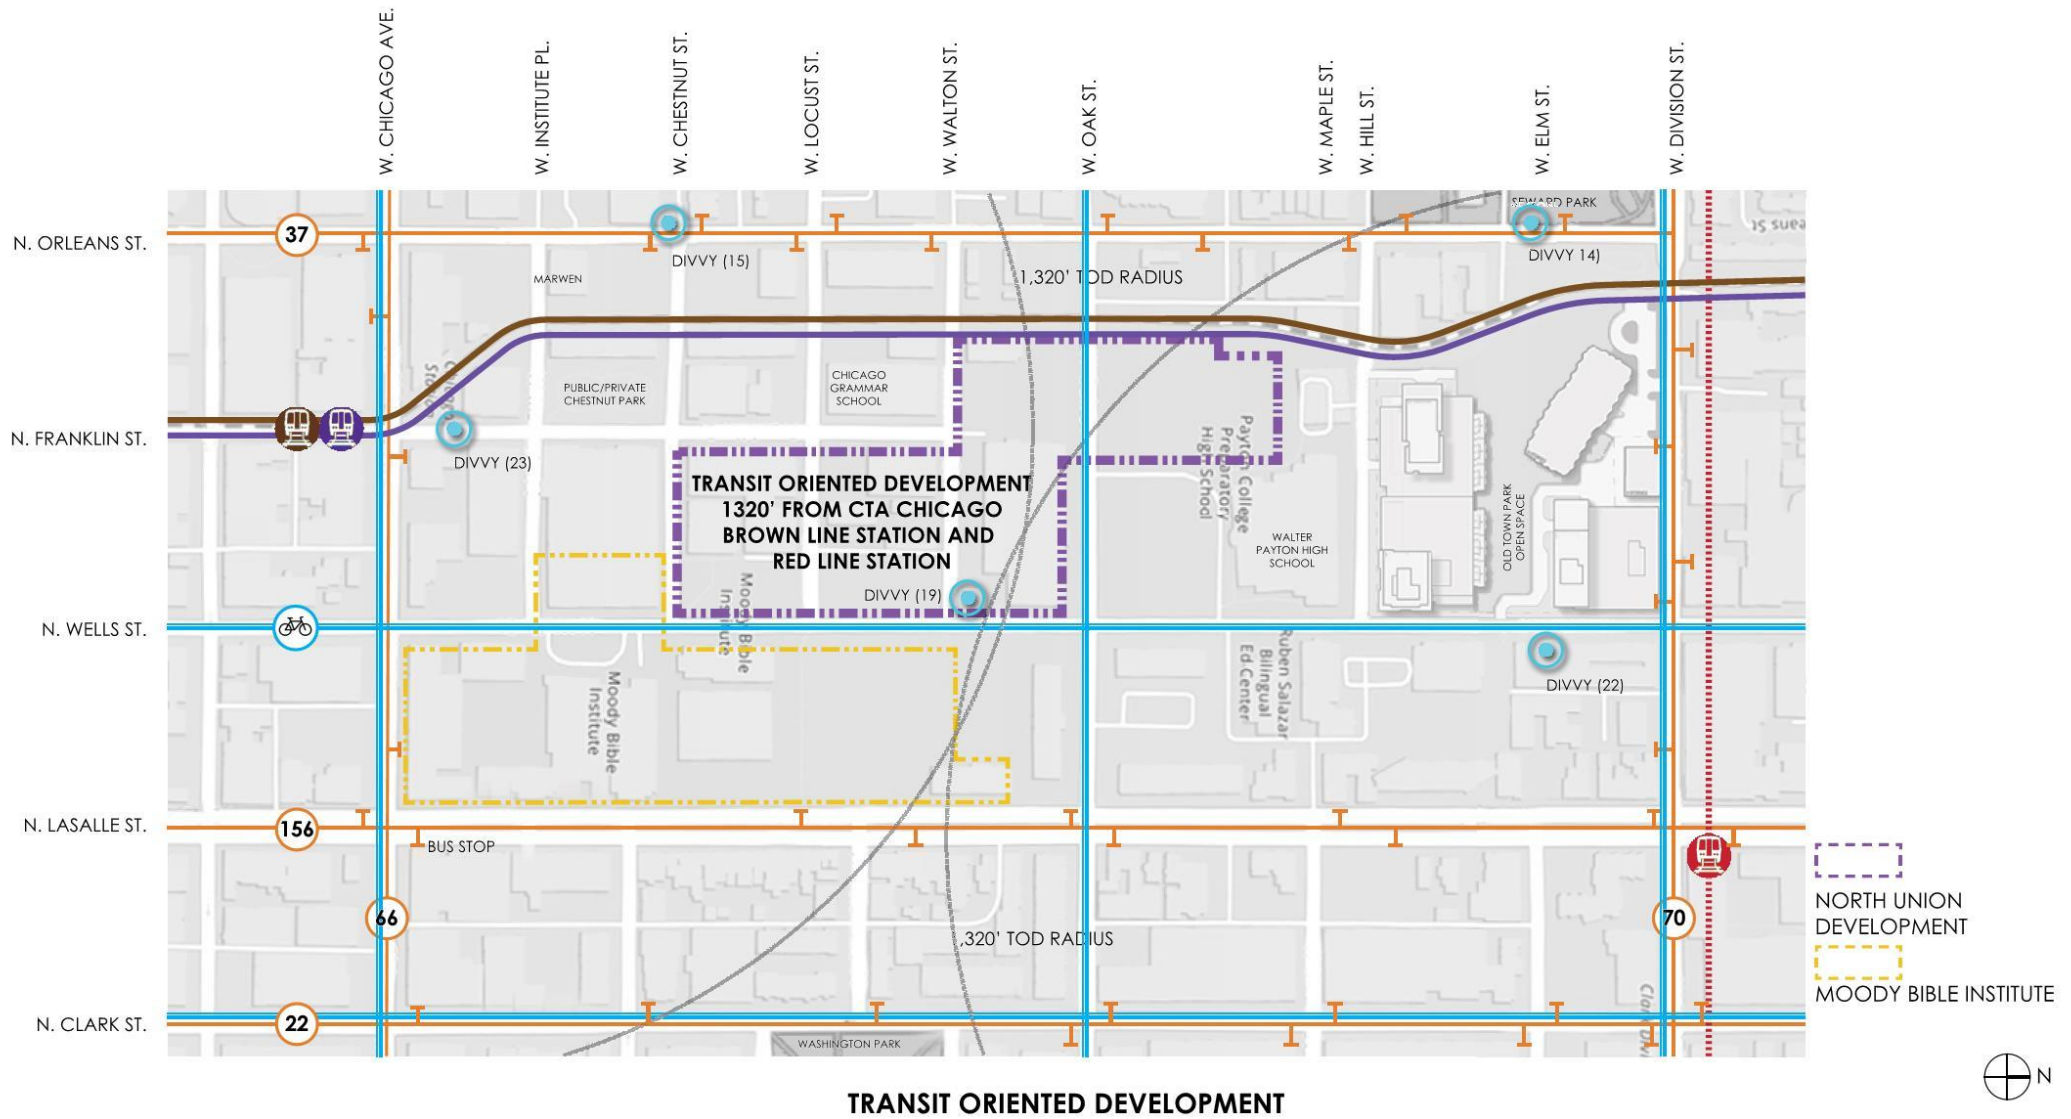 W. CHICAGO AVE.
W. INSTITUTE PL.
W. CHESTNUT ST.
W. LOCUST ST.
W. WALTON ST.
W. OAK ST.
W. MAPLE ST.
W. HILL ST.
W. ELM ST.
W. DIVISION ST.
SEWARD PARK
N. ORLEANS ST.
37
eans St
DIVVY (15)
DIVVY 14)
MARWEN
1,320' TOD RADIUS
PUBLIC/PRIVATE
CHESTNUT PARK
CHICAGO
GRAMMAR
SCHOOL
N. FRANKLIN ST.
DIVVY (23)
Payton College
Preparatory
High School
TRANSIT ORIENTED DEVELOPMENT
1320' FROM CTA CHICAGO
BROWN LINE STATION AND
RED LINE STATION
WALTER
PAYTON HIGH
SCHOOL
OLD TOWN PARK
OPEN SPACE
DIVVY (19)
Moody Bible
Institute
N. WELLS ST.
Ruben Salazar
Bilingual
Ed Center
DIVVY (22)
Moody Bible
Institute
N. LASALLE ST.
156
BUS STOP
66
70
NORTH UNION
DEVELOPMENT
,320' TOD RADIUS
MOODY BIBLE INSTITUTE
N. CLARK ST.
22
WASHINGTON PARK
N
TRANSIT ORIENTED DEVELOPMENT